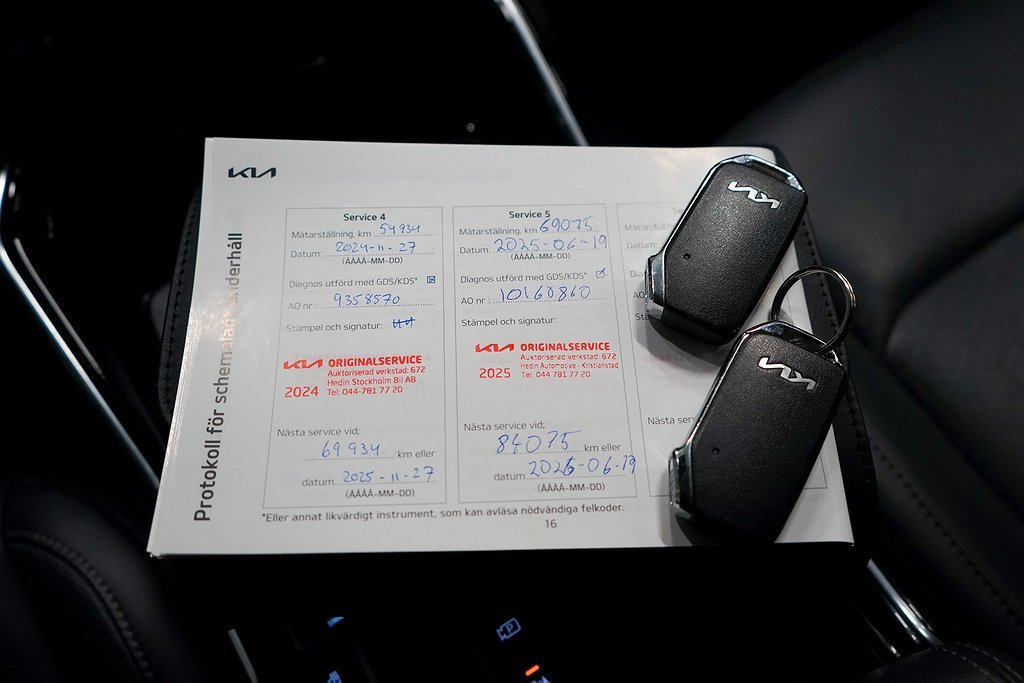 KIA
Protokoll för schemalagt underhåll
Service 4
Mätarställning, km 54934
Datum: 2024-11-27
(ÅÅÅÅ-MM-DD)
Diagnos utförd med GDS/KDS*
AO nr: 9358570
Stämpel och signatur:
KIA ORIGINALSERVICE
Auktoriserad verkstad: 672
Hedin Stockholm Bil AB
2024 Tel: 044-781 77 20
Nästa service vid;
69934 km eller
datum 2025-11-27
(ÅÅÅÅ-MM-DD)
Service 5
Mätarställning, km 69075
Datum: 2025-06-19
(ÅÅÅÅ-MM-DD)
Diagnos utförd med GDS/KDS*
AO nr: 10160860
Stämpel och signatur:
KIA ORIGINALSERVICE
Auktoriserad verkstad: 672
Hedin Automotive - Kristianstad
2025 Tel: 044 781 77 20
Nästa service vid;
84075 km eller
datum 2026-06-19
(ÅÅÅÅ-MM-DD)
Datum:
AO
Nästa serv
*Eller annat likvärdigt instrument, som kan avläsa nödvändiga felkoder.
16
KIA
KIA
P